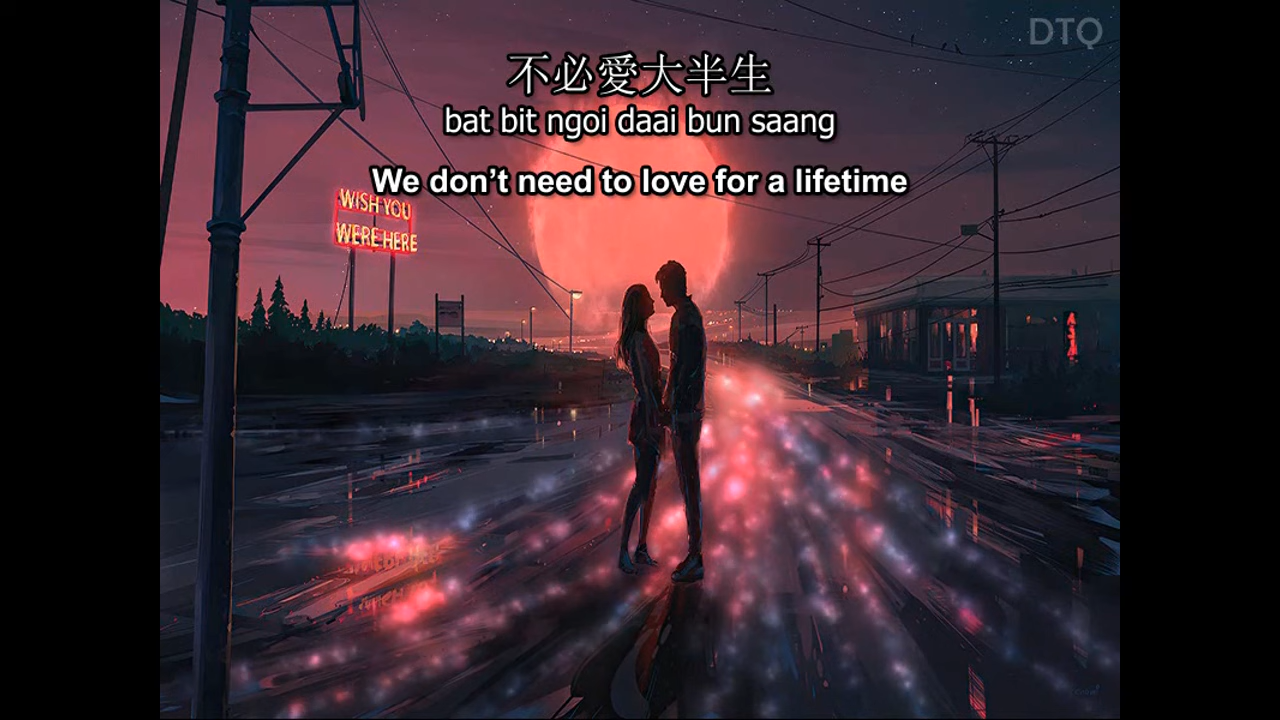 DTQ
不必愛大半生
bat bit ngoi daai bun saang
We don’t need to love for a lifetime
WISH YOU
WERE HERE